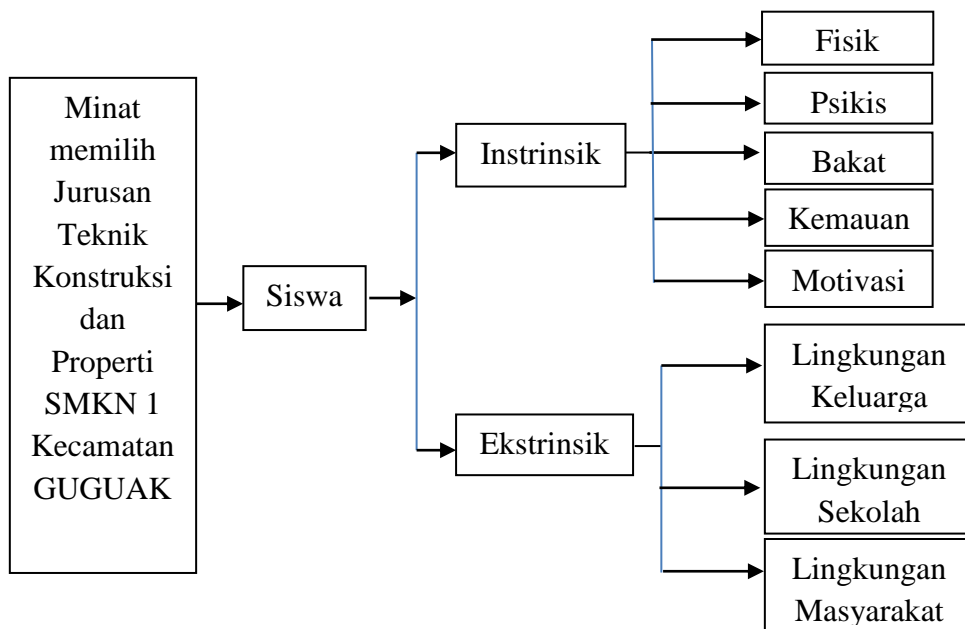 Minat
memilih
Jurusan
Teknik
Konstruksi
dan
Properti
SMKN 1
Kecamatan
GUGUAK
Siswa
Instrinsik
Fisik
Psikis
Bakat
Kemauan
Motivasi
Ekstrinsik
Lingkungan
Keluarga
Lingkungan
Sekolah
Lingkungan
Masyarakat